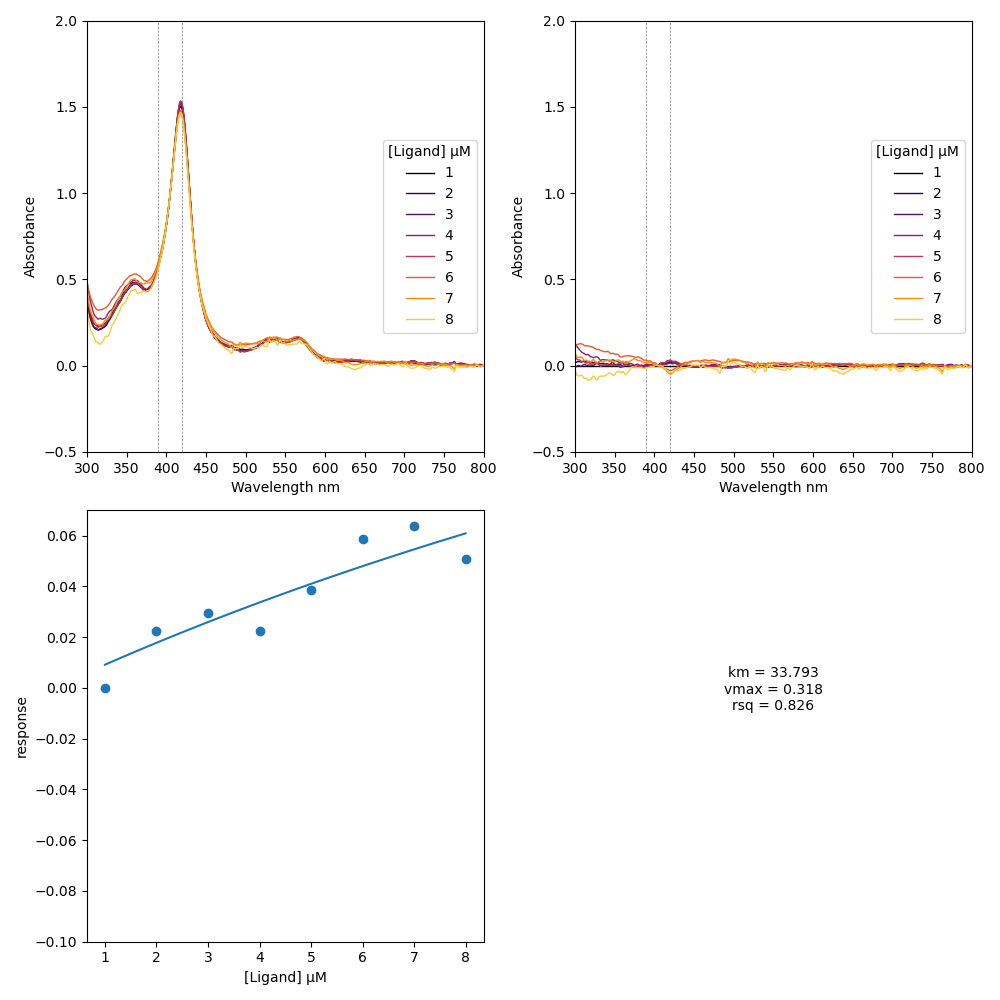 2.0
1.5
1.0
0.5
0.0
−0.5
Absorbance
300 350 400 450 500 550 600 650 700 750 800
Wavelength nm
[Ligand] μM
1
2
3
4
5
6
7
8
2.0
1.5
1.0
0.5
0.0
−0.5
Absorbance
300 350 400 450 500 550 600 650 700 750 800
Wavelength nm
[Ligand] μM
1
2
3
4
5
6
7
8
0.06
0.04
0.02
0.00
−0.02
−0.04
−0.06
−0.08
−0.10
response
1 2 3 4 5 6 7 8
[Ligand] μM
km = 33.793
vmax = 0.318
rsq = 0.826